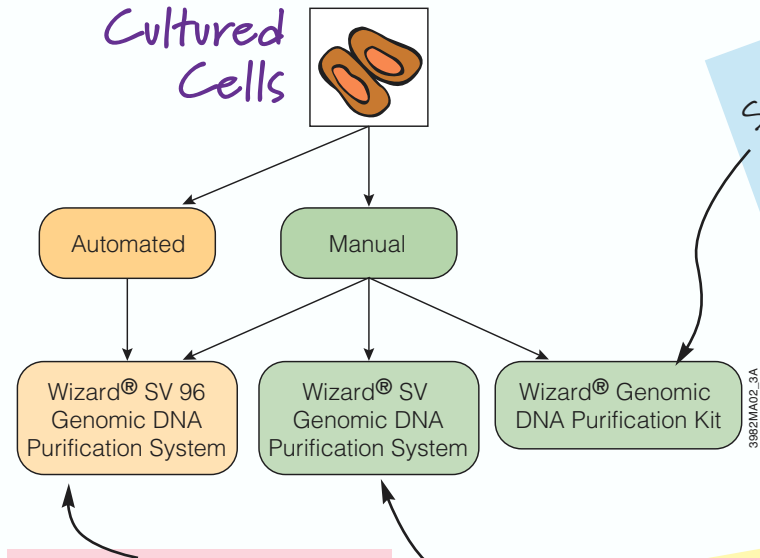 Cultured
Cells
Automated
Manual
Wizard® SV 96
Genomic DNA
Purification System
Wizard® SV
Genomic DNA
Purification System
Wizard® Genomic
DNA Purification Kit
3982MA02_3A